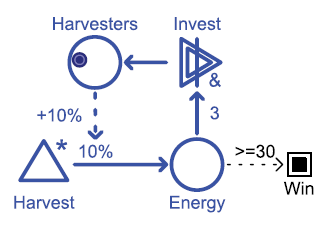 Harvesters Invest
&
+10%
3
* 10%
>=30
Harvest Energy Win